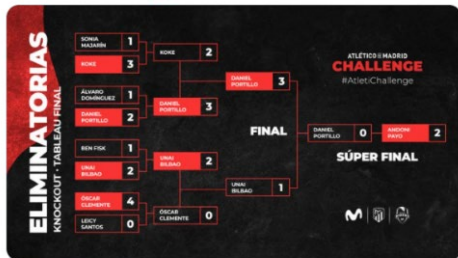 ELIMINATORIAS
KNOCKOUT · TABLEAU FINAL
SONIA
MAJARÍN
1
KOKE
3
ÁLVARO
DOMÍNGUEZ
1
DANIEL
PORTILLO
2
BEN FISK
1
UNAI
BILBAO
2
ÓSCAR
CLEMENTE
4
LEICY
SANTOS
0
KOKE
2
DANIEL
PORTILLO
3
UNAI
BILBAO
2
ÓSCAR
CLEMENTE
0
DANIEL
PORTILLO
3
FINAL
UNAI
BILBAO
1
ATLÉTICO DE MADRID
CHALLENGE
#AtletiChallenge
DANIEL
PORTILLO
0
ANDONI
PAYO
2
SÚPER FINAL